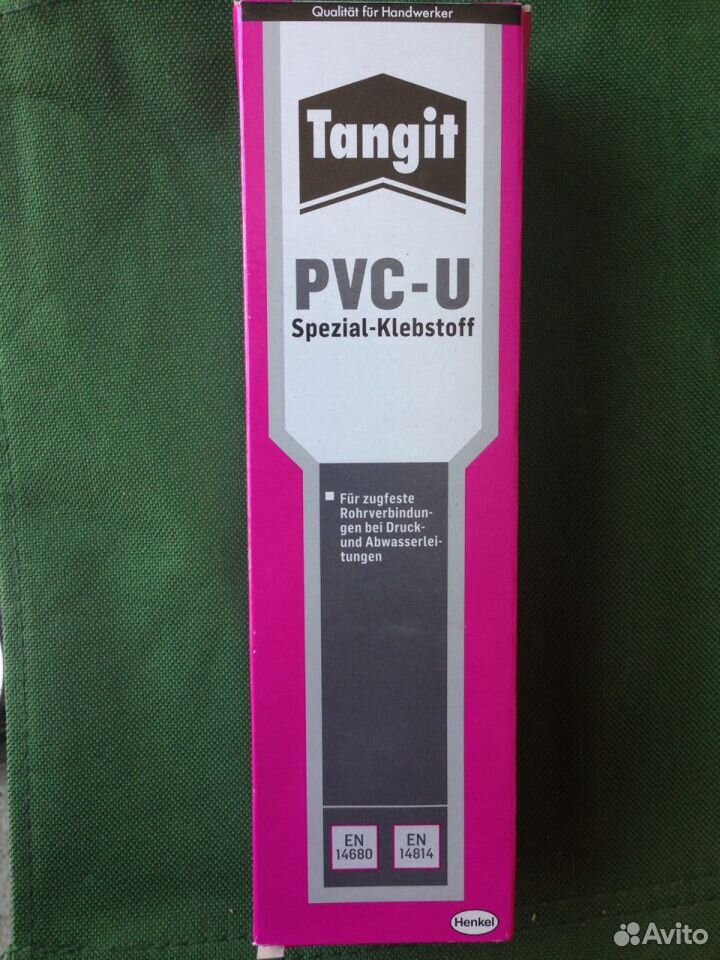 Qualität für Handwerker
Tangit
PVC-U
Spezial-Klebstoff
Für zugfeste
Rohrverbindun-
gen bei Druck-
und Abwasserlei-
tungen
EN
14680
EN
14814
Henkel
Avito